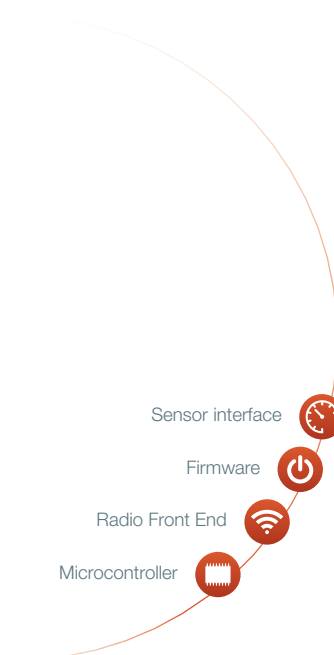 Sensor interface
Firmware
Radio Front End
Microcontroller